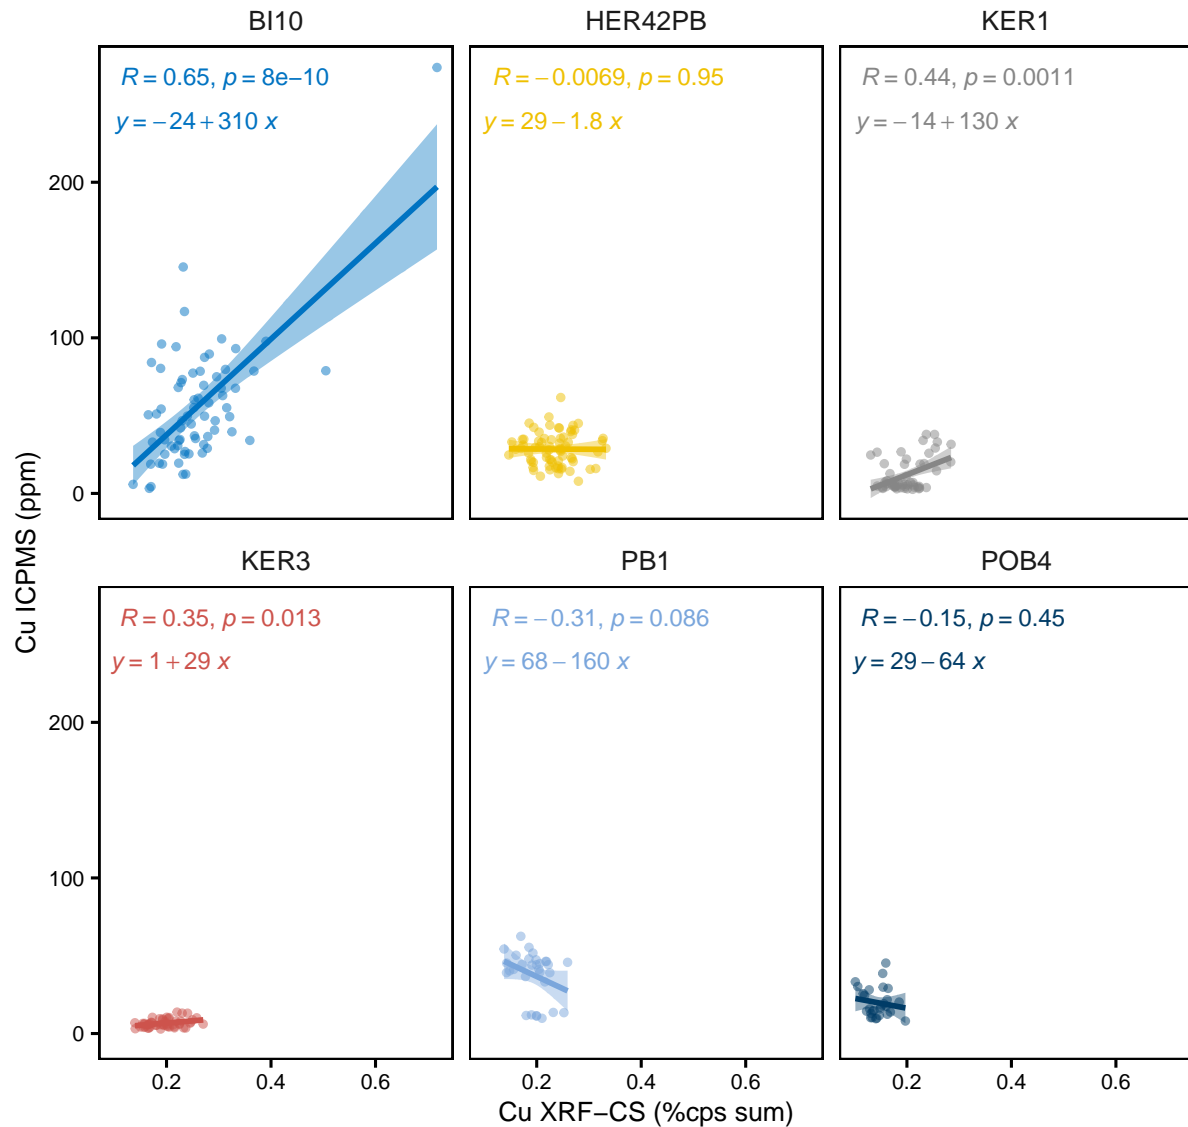 BI10 HER42PB KER1
R = 0.65, p = 8e−10 R = −0.0069, p = 0.95 R = 0.44, p = 0.0011
y = −24 + 310 x y = 29 − 1.8 x y = −14 + 130 x
200
100
0
Cu ICPMS (ppm)
KER3 PB1 POB4
R = 0.35, p = 0.013 R = −0.31, p = 0.086 R = −0.15, p = 0.45
y = 1 + 29 x y = 68 − 160 x y = 29 − 64 x
200
100
0
0.2 0.4 0.6 0.2 0.4 0.6 0.2 0.4 0.6
Cu XRF−CS (%cps sum)